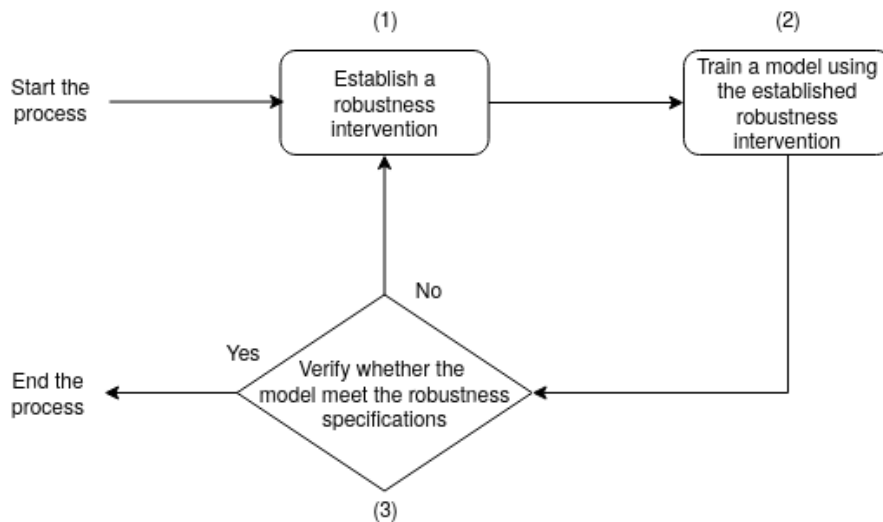 (1)
(2)
Start the
process
Establish a
robustness
intervention
Train a model using
the established
robustness
intervention
No
Yes
Verify whether the
model meet the robustness
specifications
End the
process
(3)